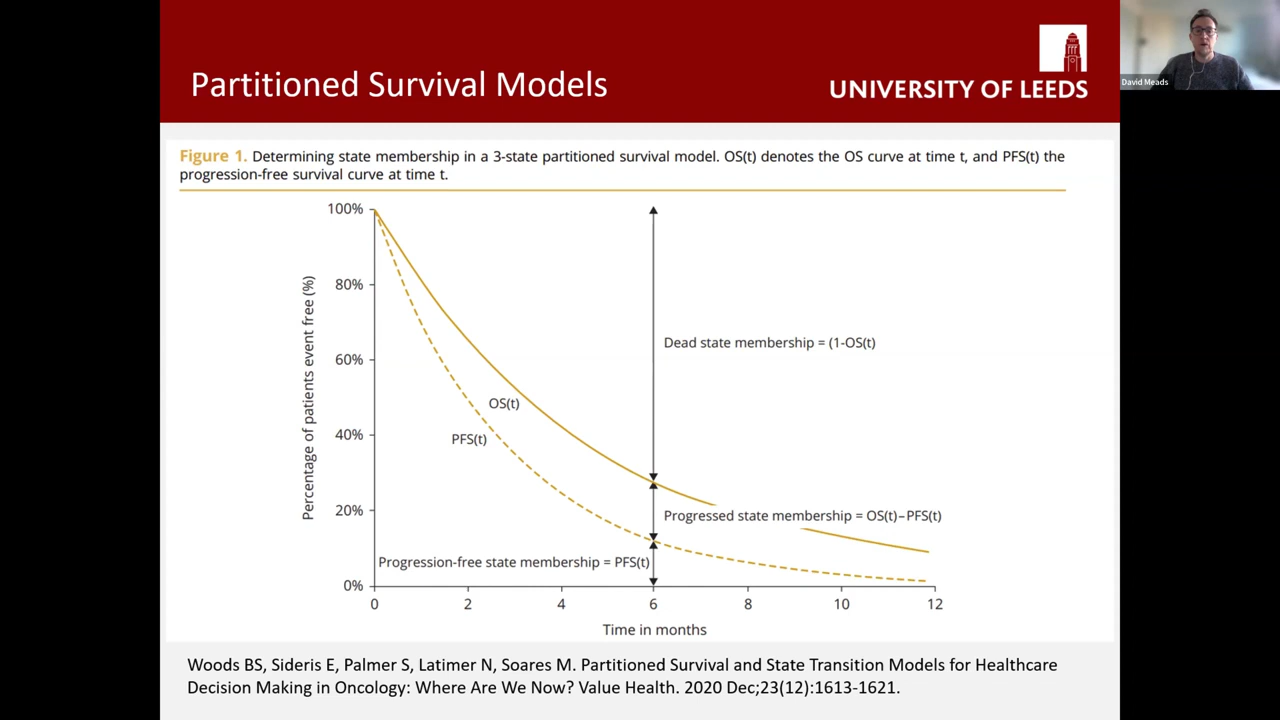 Partitioned Survival Models
UNIVERSITY OF LEEDS
David Meads
Figure 1. Determining state membership in a 3-state partitioned survival model. OS(t) denotes the OS curve at time t, and PFS(t) the
progression-free survival curve at time t.
Percentage of patients event free (%)
100%
80%
60%
40%
20%
0%
Dead state membership = (1-OS(t)
OS(t)
PFS(t)
Progressed state membership = OS(t)–PFS(t)
Progression-free state membership = PFS(t)
0 2 4 6 8 10 12
Time in months
Woods BS, Sideris E, Palmer S, Latimer N, Soares M. Partitioned Survival and State Transition Models for Healthcare
Decision Making in Oncology: Where Are We Now? Value Health. 2020 Dec;23(12):1613-1621.